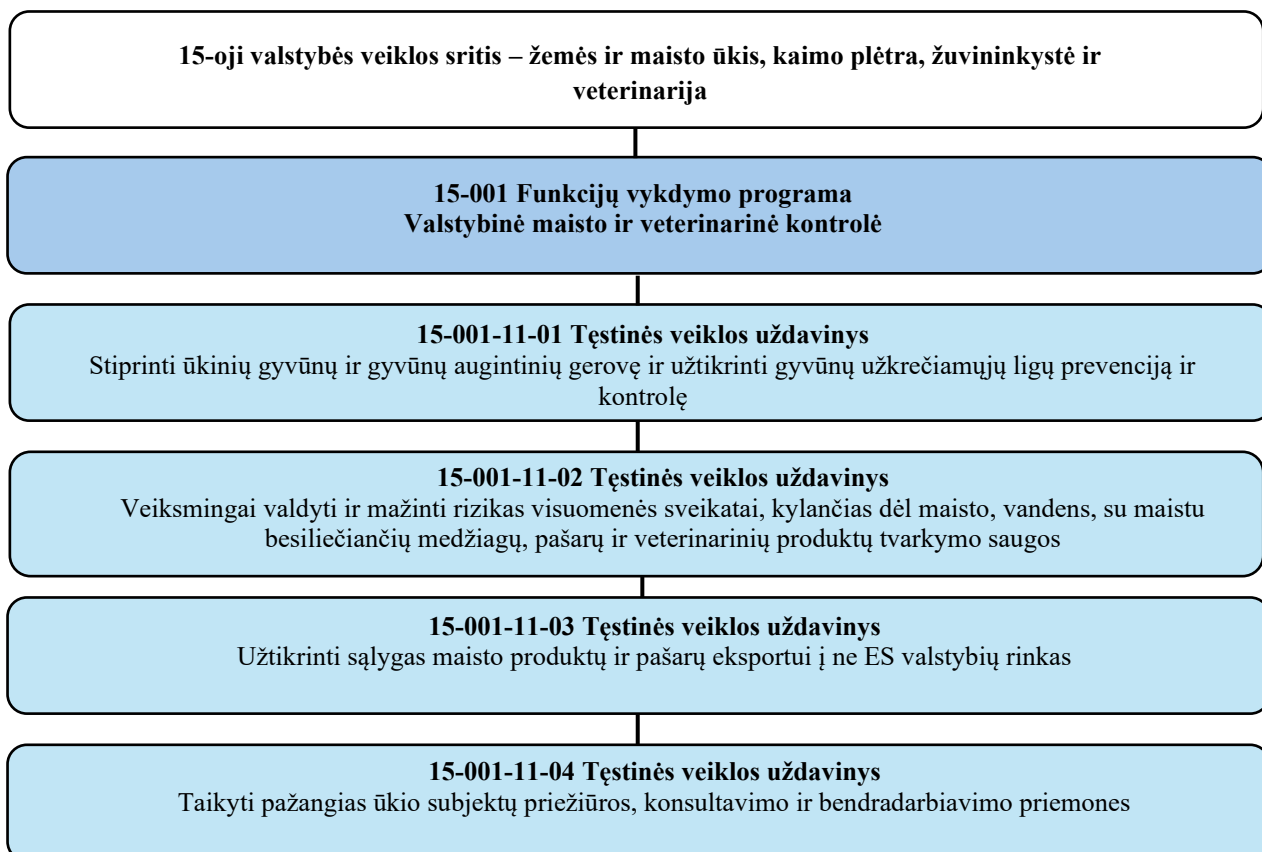 15-oji valstybės veiklos sritis – žemės ir maisto ūkis, kaimo plėtra, žuvininkystė ir
veterinarija
15-001 Funkcijų vykdymo programa
Valstybinė maisto ir veterinarinė kontrolė
15-001-11-01 Tęstinės veiklos uždavinys
Stiprinti ūkinių gyvūnų ir gyvūnų augintinių gerovę ir užtikrinti gyvūnų užkrečiamųjų ligų prevenciją ir
kontrolę
15-001-11-02 Tęstinės veiklos uždavinys
Veiksmingai valdyti ir mažinti rizikas visuomenės sveikatai, kylančias dėl maisto, vandens, su maistu
besiliečiančių medžiagų, pašarų ir veterinarinių produktų tvarkymo saugos
15-001-11-03 Tęstinės veiklos uždavinys
Užtikrinti sąlygas maisto produktų ir pašarų eksportui į ne ES valstybių rinkas
15-001-11-04 Tęstinės veiklos uždavinys
Taikyti pažangias ūkio subjektų priežiūros, konsultavimo ir bendradarbiavimo priemones